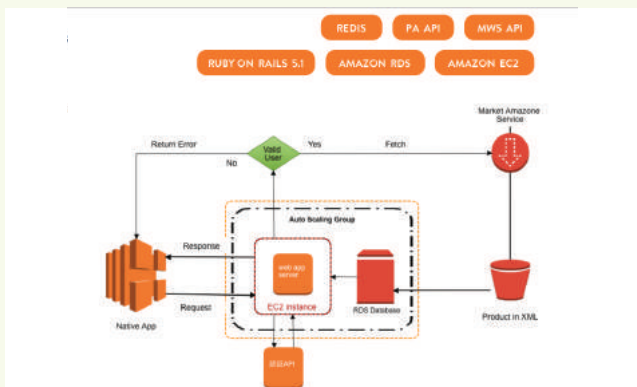 REDIS
PA API
MWS API
RUBY ON RAILS 5.1
AMAZON RDS
AMAZON EC2
Market Amazone
Service
Return Error
Valid
User
Yes
Fetch
No
Auto Scaling Group
Response
web app
server
Request
EC2 instance
RDS Database
Product in XML
Native App
API